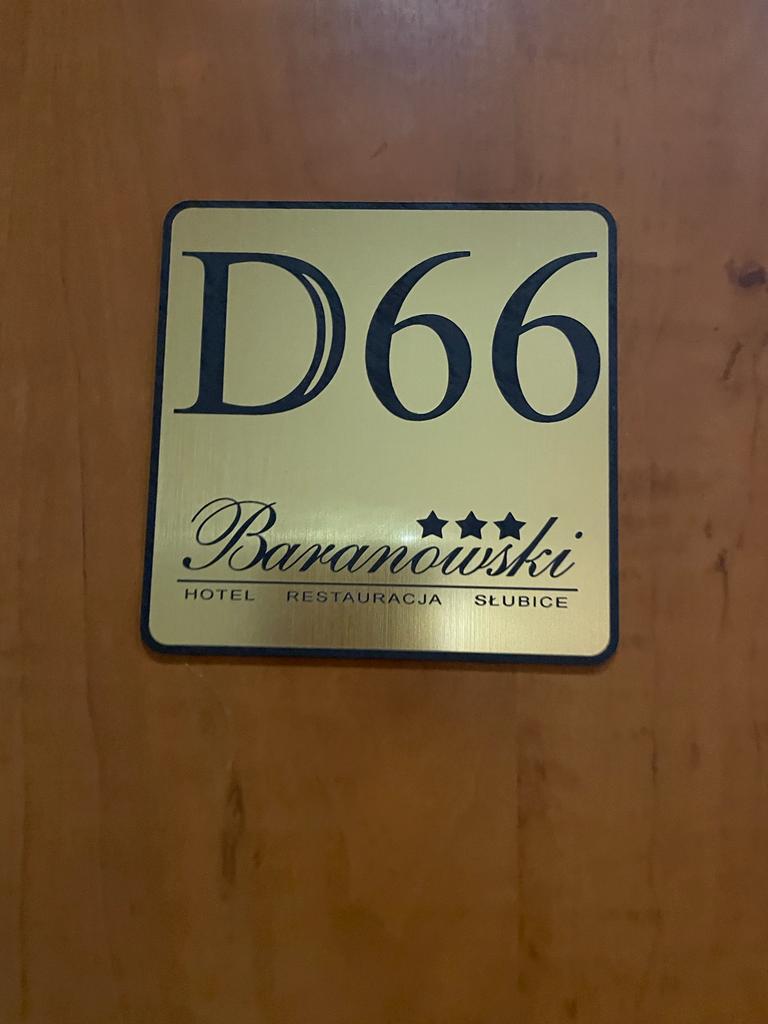 D66
Baranowski
HOTEL RESTAURACJA SŁUBICE